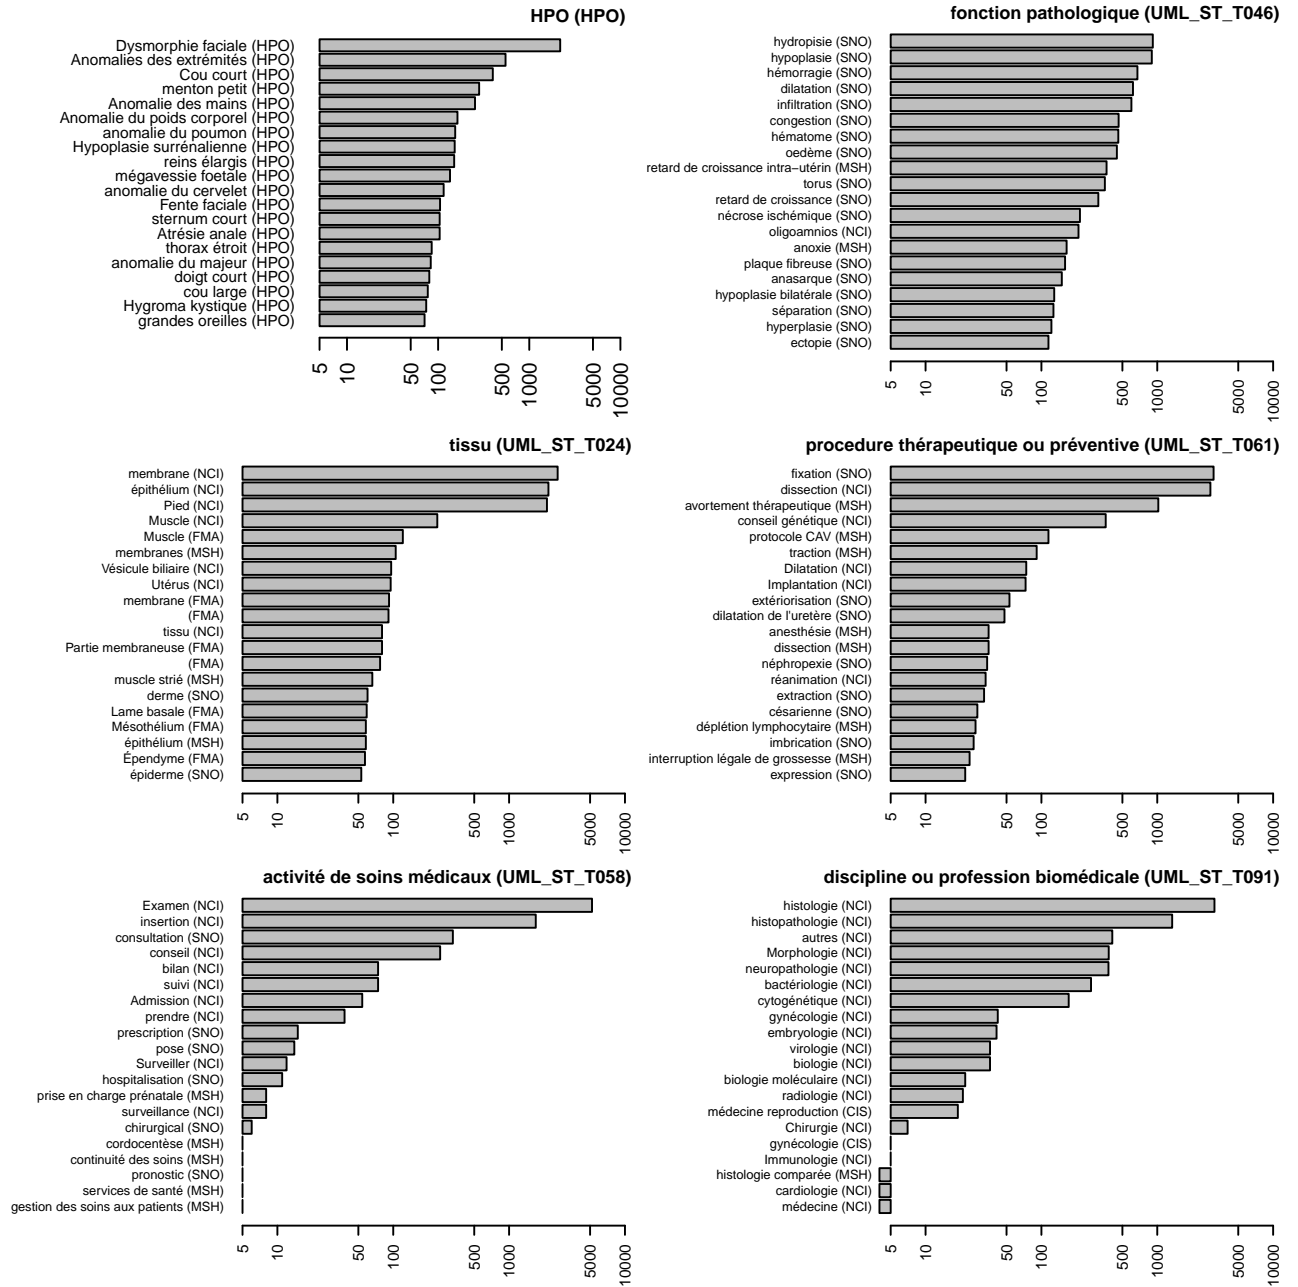 HPO (HPO)
Dysmorphie faciale (HPO)
Anomalies des extrémités (HPO)
Cou court (HPO)
menton petit (HPO)
Anomalie des mains (HPO)
Anomalie du poids corporel (HPO)
anomalie du poumon (HPO)
Hypoplasie surrénalienne (HPO)
reins élargis (HPO)
mégavessie foetale (HPO)
anomalie du cervelet (HPO)
Fente faciale (HPO)
sternum court (HPO)
Atrésie anale (HPO)
thorax étroit (HPO)
anomalie du majeur (HPO)
doigt court (HPO)
cou large (HPO)
Hygroma kystique (HPO)
grandes oreilles (HPO)
5 10 50 100 500 1000 5000 10000
fonction pathologique (UML_ST_T046)
hydropisie (SNO)
hypoplasie (SNO)
hémorragie (SNO)
dilatation (SNO)
infiltration (SNO)
congestion (SNO)
hématome (SNO)
oedème (SNO)
retard de croissance intra−utérin (MSH)
torus (SNO)
retard de croissance (SNO)
nécrose ischémique (SNO)
oligoamnios (NCI)
anoxie (MSH)
plaque fibreuse (SNO)
anasarque (SNO)
hypoplasie bilatérale (SNO)
séparation (SNO)
hyperplasie (SNO)
ectopie (SNO)
5 10 50 100 500 1000 5000 10000
tissu (UML_ST_T024)
membrane (NCI)
épithélium (NCI)
Pied (NCI)
Muscle (NCI)
Muscle (FMA)
membranes (MSH)
Vésicule biliaire (NCI)
Utérus (NCI)
membrane (FMA)
(FMA)
tissu (NCI)
Partie membraneuse (FMA)
(FMA)
muscle strié (MSH)
derme (SNO)
Lame basale (FMA)
Mésothélium (FMA)
épithélium (MSH)
Épendyme (FMA)
épiderme (SNO)
5 10 50 100 500 1000 5000 10000
procedure thérapeutique ou préventive (UML_ST_T061)
fixation (SNO)
dissection (NCI)
avortement thérapeutique (MSH)
conseil génétique (NCI)
protocole CAV (MSH)
traction (MSH)
Dilatation (NCI)
Implantation (NCI)
extériorisation (SNO)
dilatation de l'uretère (SNO)
anesthésie (MSH)
dissection (MSH)
néphropexie (SNO)
réanimation (NCI)
extraction (SNO)
césarienne (SNO)
déplétion lymphocytaire (MSH)
imbrication (SNO)
interruption légale de grossesse (MSH)
expression (SNO)
5 10 50 100 500 1000 5000 10000
activité de soins médicaux (UML_ST_T058)
Examen (NCI)
insertion (NCI)
consultation (SNO)
conseil (NCI)
bilan (NCI)
suivi (NCI)
Admission (NCI)
prendre (NCI)
prescription (SNO)
pose (SNO)
Surveiller (NCI)
hospitalisation (SNO)
prise en charge prénatale (MSH)
surveillance (NCI)
chirurgical (SNO)
cordocentèse (MSH)
continuité des soins (MSH)
pronostic (SNO)
services de santé (MSH)
gestion des soins aux patients (MSH)
5 10 50 100 500 1000 5000 10000
discipline ou profession biomédicale (UML_ST_T091)
histologie (NCI)
histopathologie (NCI)
autres (NCI)
Morphologie (NCI)
neuropathologie (NCI)
bactériologie (NCI)
cytogénétique (NCI)
gynécologie (NCI)
embryologie (NCI)
virologie (NCI)
biologie (NCI)
biologie moléculaire (NCI)
radiologie (NCI)
médecine reproduction (CIS)
Chirurgie (NCI)
gynécologie (CIS)
Immunologie (NCI)
histologie comparée (MSH)
cardiologie (NCI)
médecine (NCI)
5 10 50 100 500 1000 5000 10000